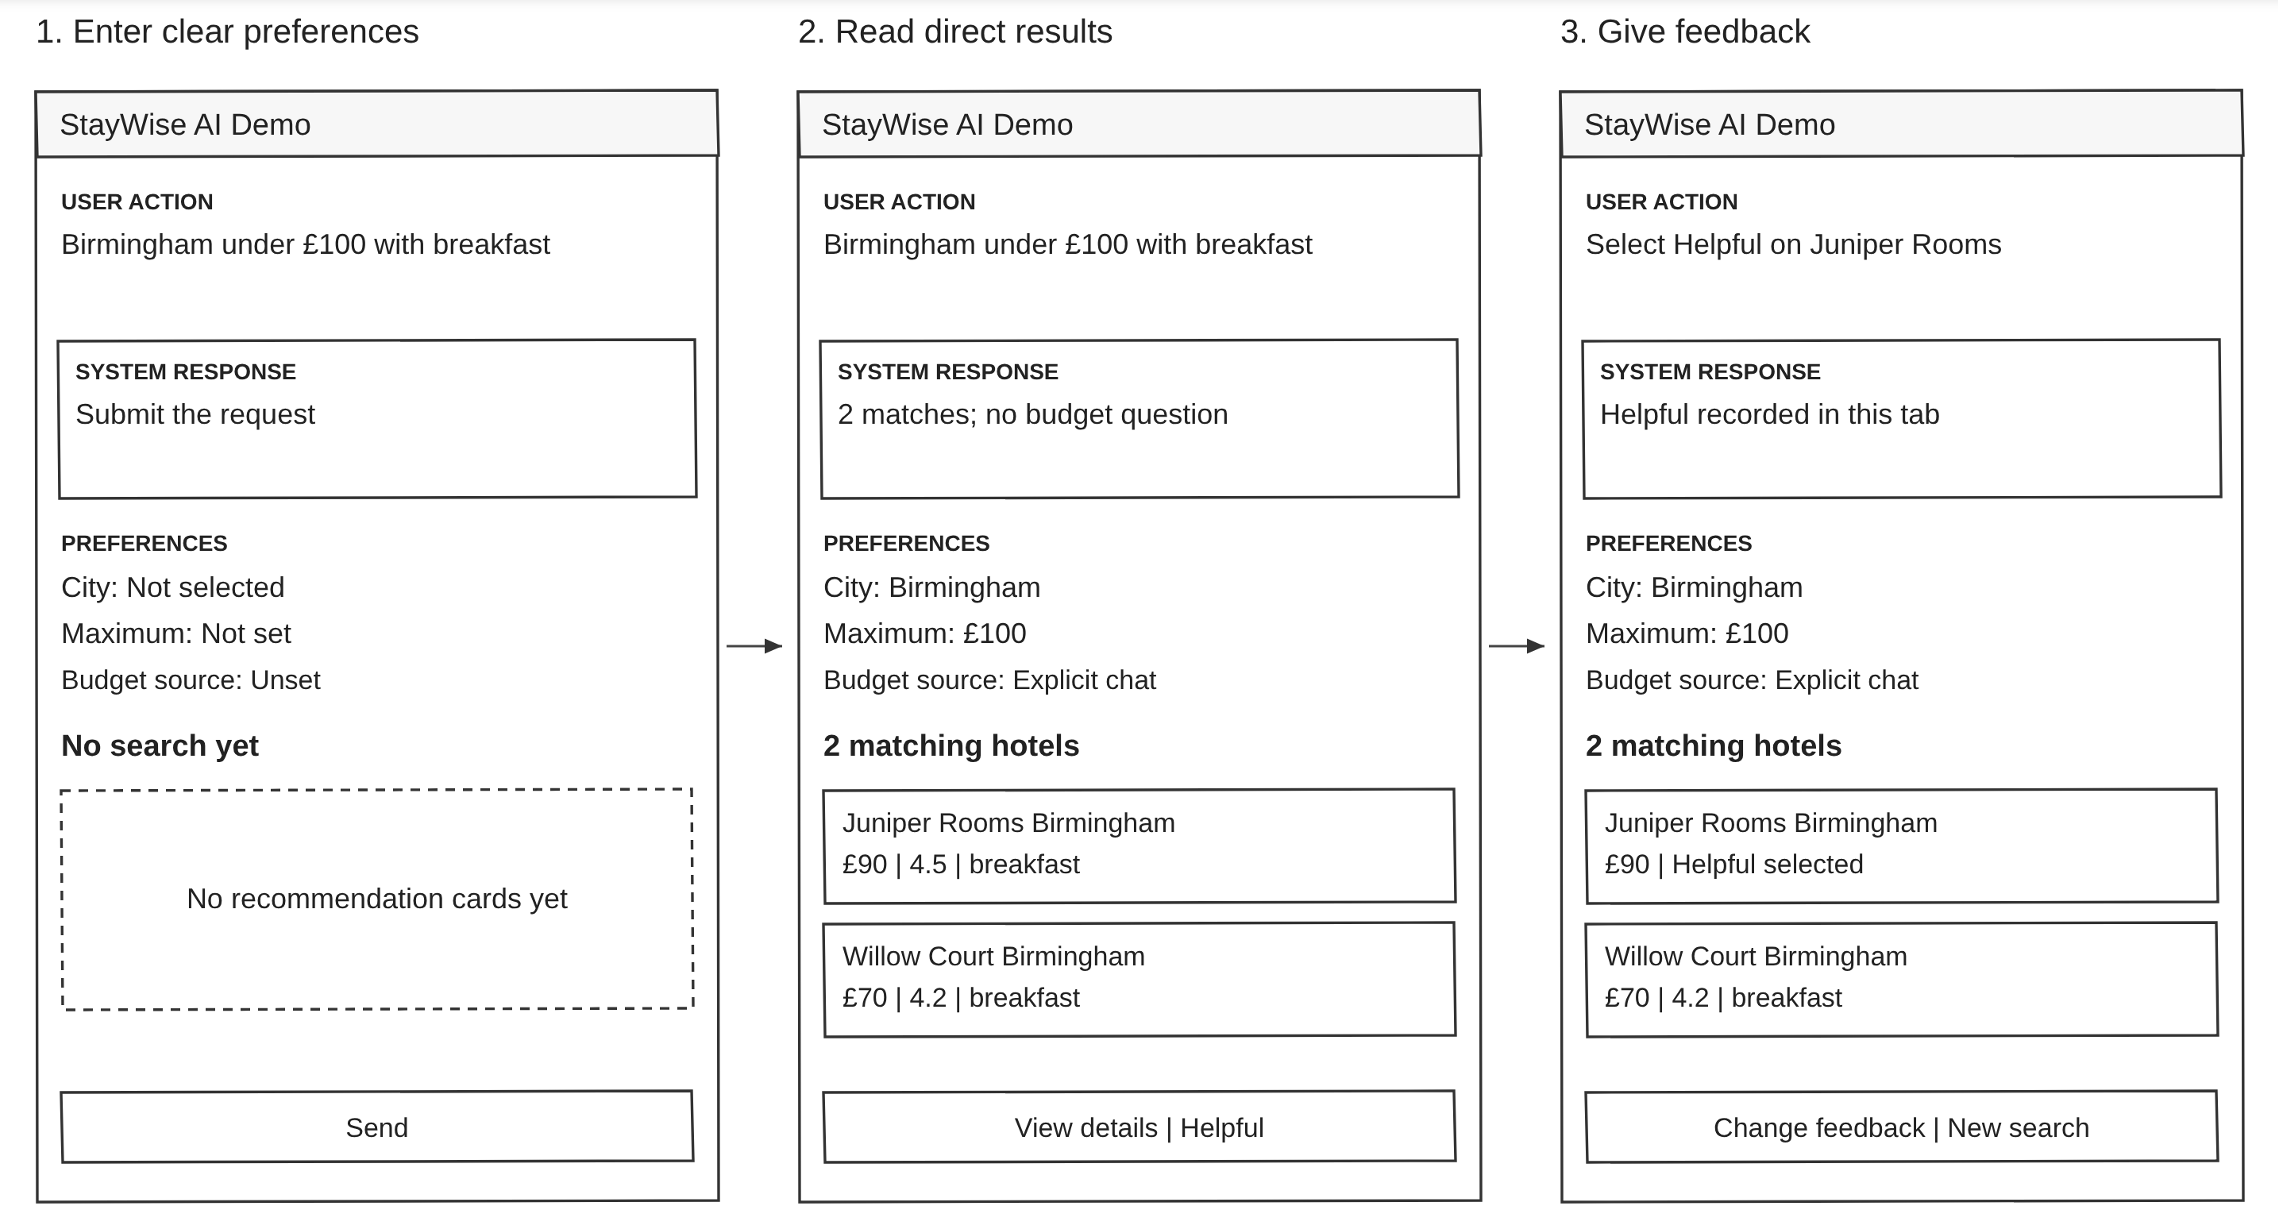 1. Enter clear preferences
StayWise AI Demo
USER ACTION
Birmingham under £100 with breakfast
SYSTEM RESPONSE
Submit the request
PREFERENCES
City: Not selected
Maximum: Not set
Budget source: Unset
No search yet
No recommendation cards yet
Send
2. Read direct results
StayWise AI Demo
USER ACTION
Birmingham under £100 with breakfast
SYSTEM RESPONSE
2 matches; no budget question
PREFERENCES
City: Birmingham
Maximum: £100
Budget source: Explicit chat
2 matching hotels
Juniper Rooms Birmingham
£90 | 4.5 | breakfast
Willow Court Birmingham
£70 | 4.2 | breakfast
View details | Helpful
3. Give feedback
StayWise AI Demo
USER ACTION
Select Helpful on Juniper Rooms
SYSTEM RESPONSE
Helpful recorded in this tab
PREFERENCES
City: Birmingham
Maximum: £100
Budget source: Explicit chat
2 matching hotels
Juniper Rooms Birmingham
£90 | Helpful selected
Willow Court Birmingham
£70 | 4.2 | breakfast
Change feedback | New search